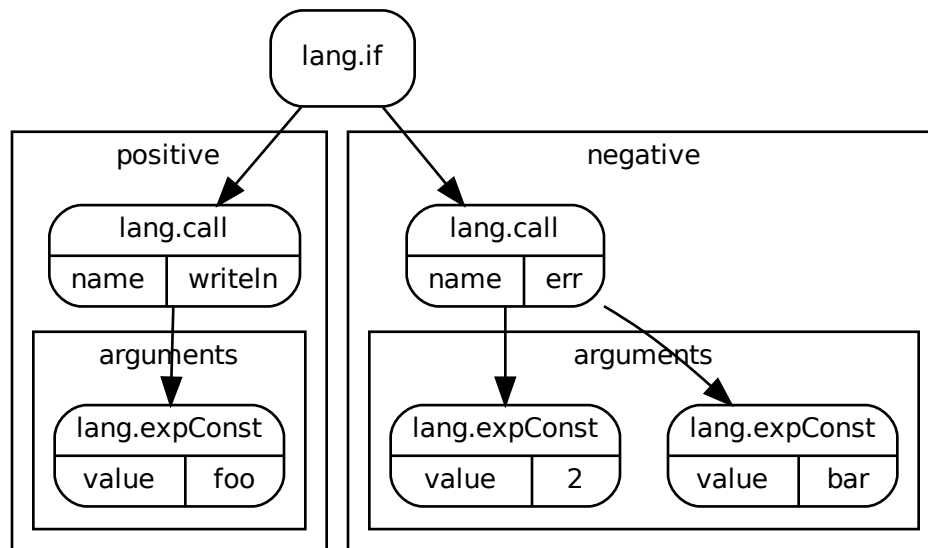 lang.if
positive
negative
lang.call
name writeln
lang.call
name err
arguments
arguments
lang.expConst
value foo
lang.expConst
value 2
lang.expConst
value bar